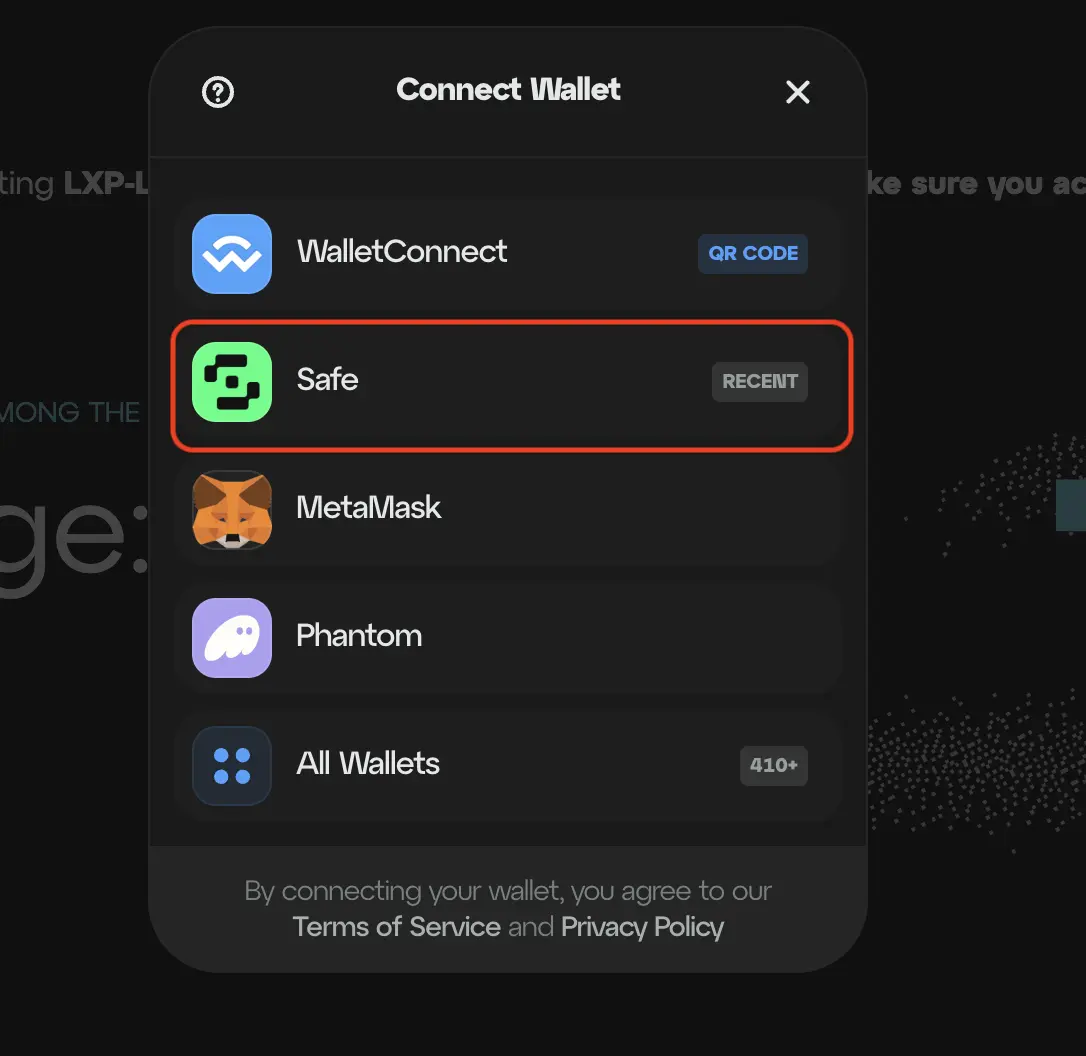 Connect Wallet
ting LXP-L
ke sure you ac
WalletConnect
QR CODE
Safe
RECENT
MONG THE
MetaMask
ge:
Phantom
All Wallets
410+
By connecting your wallet, you agree to our
Terms of Service and Privacy Policy